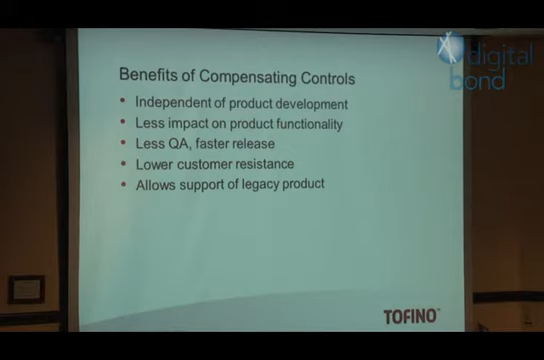 digital
bond
Benefits of Compensating Controls
• Independent of product development
• Less impact on product functionality
• Less QA, faster release
• Lower customer resistance
• Allows support of legacy product
TOFINO™